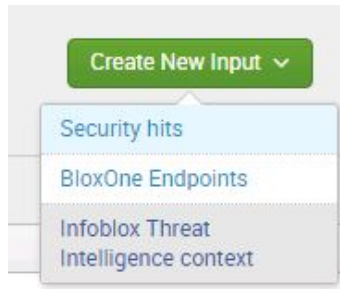 Create New Input
Security hits
BloxOne Endpoints
Infoblox Threat
Intelligence context